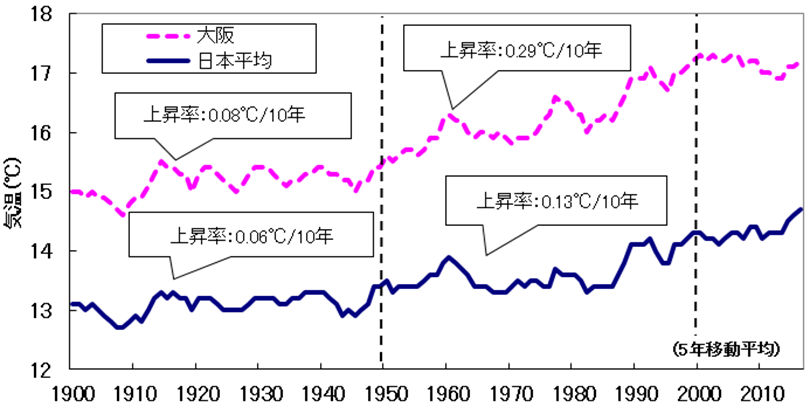 18
17
16
15
14
13
12
気温(℃)
大阪
日本平均
上昇率:0.29℃/10年
上昇率:0.08℃/10年
上昇率:0.13℃/10年
上昇率:0.06℃/10年
(5年移動平均)
1900 1910 1920 1930 1940 1950 1960 1970 1980 1990 2000 2010